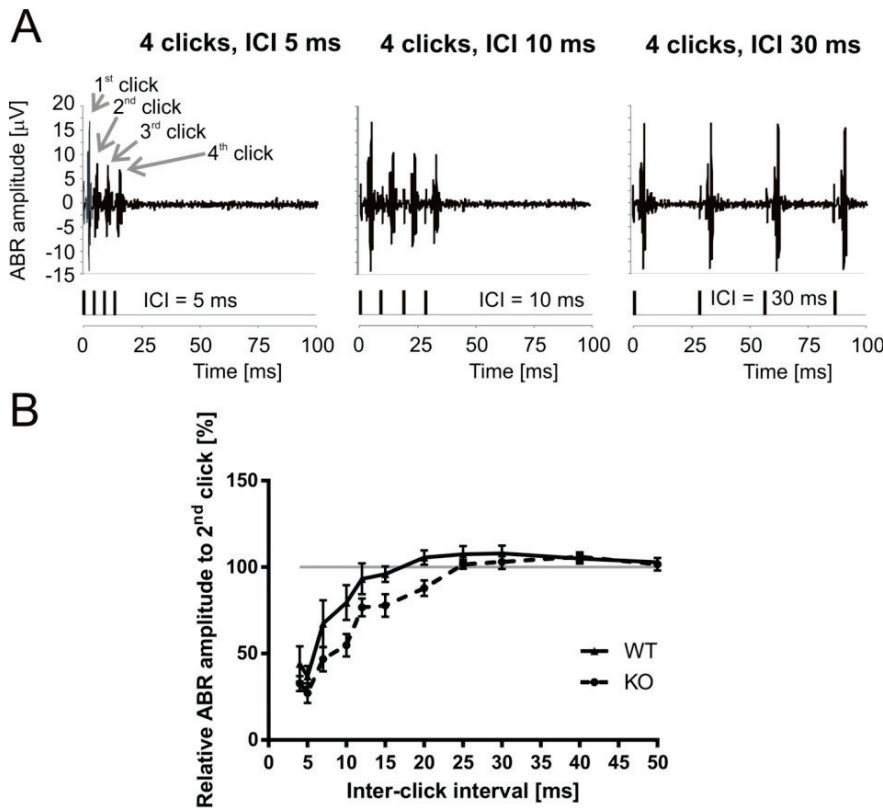 A
4 clicks, ICI 5 ms
4 clicks, ICI 10 ms
4 clicks, ICI 30 ms
ABR amplitude [µV]
20
15
10
5
0
-5
-10
-15
1st click
2nd click
3rd click
4th click
ICI = 5 ms
ICI = 10 ms
ICI = 30 ms
0 25 50 75 100
0 25 50 75 100
0 25 50 75 100
Time [ms]
Time [ms]
Time [ms]
B
Relative ABR amplitude to 2nd click [%]
150
100
50
0
WT
KO
5 10 15 20 25 30 35 40 45 50
Inter-click interval [ms]